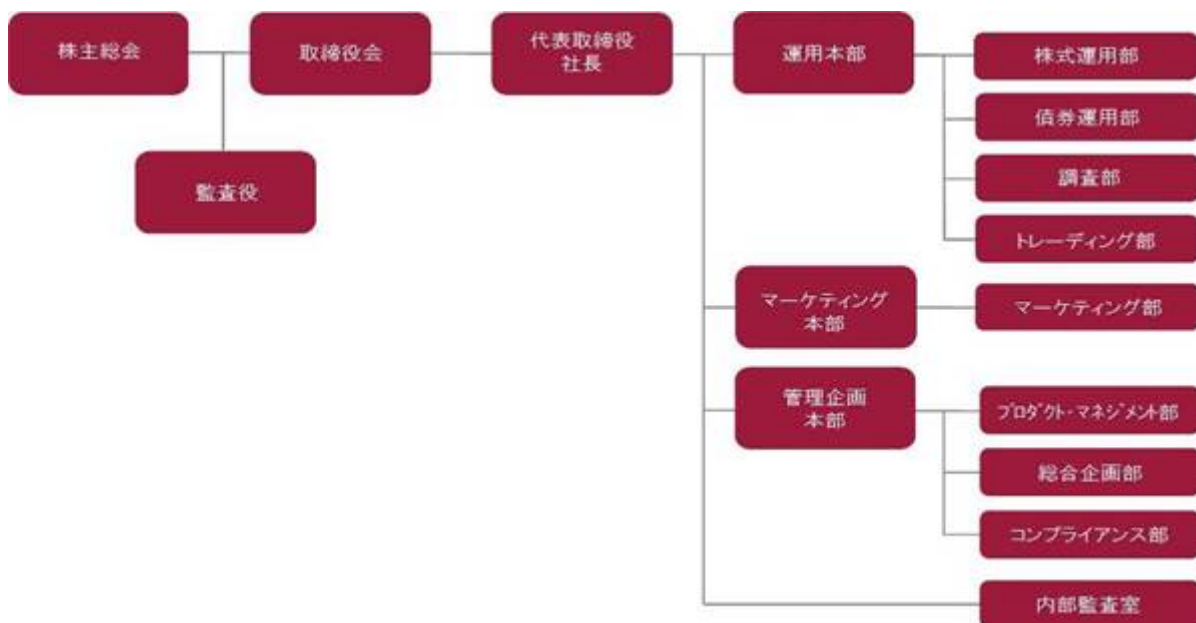 株主総会
取締役会
代表取締役
社長
運用本部
株式運用部
債券運用部
監査役
調査部
トレーディング部
マーケティング
本部
マーケティング部
管理企画
本部
プロダクト・マネジメント部
総合企画部
コンプライアンス部
内部監査室